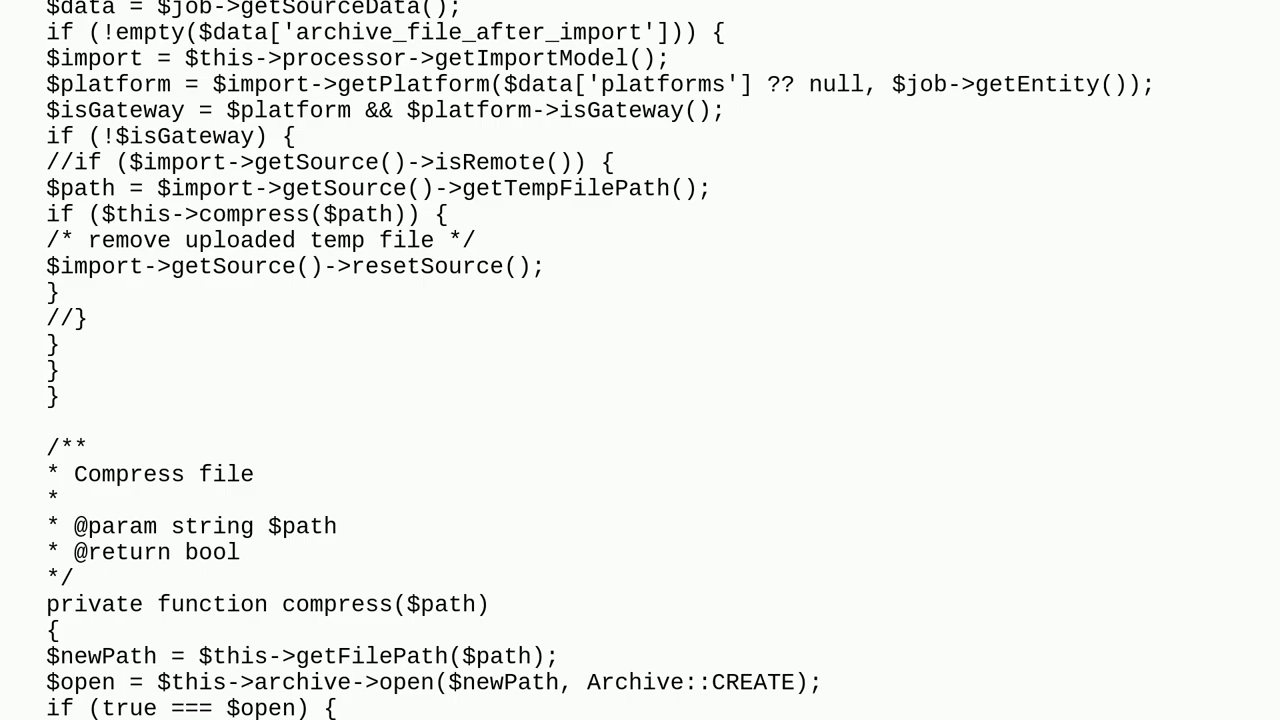 $data = $job->getSourceData();
if (!empty($data['archive_file_after_import'])) {
$import = $this->processor->getImportModel();
$platform = $import->getPlatform($data['platforms'] ?? null, $job->getEntity());
$isGateway = $platform && $platform->isGateway();
if (!$isGateway) {
//if ($import->getSource()->isRemote()) {
$path = $import->getSource()->getTempFilePath();
if ($this->compress($path)) {
/* remove uploaded temp file */
$import->getSource()->resetSource();
}
//}
}
}
}

/**
* Compress file
*
* @param string $path
* @return bool
*/
private function compress($path)
{
$newPath = $this->getFilePath($path);
$open = $this->archive->open($newPath, Archive::CREATE);
if (true === $open) {